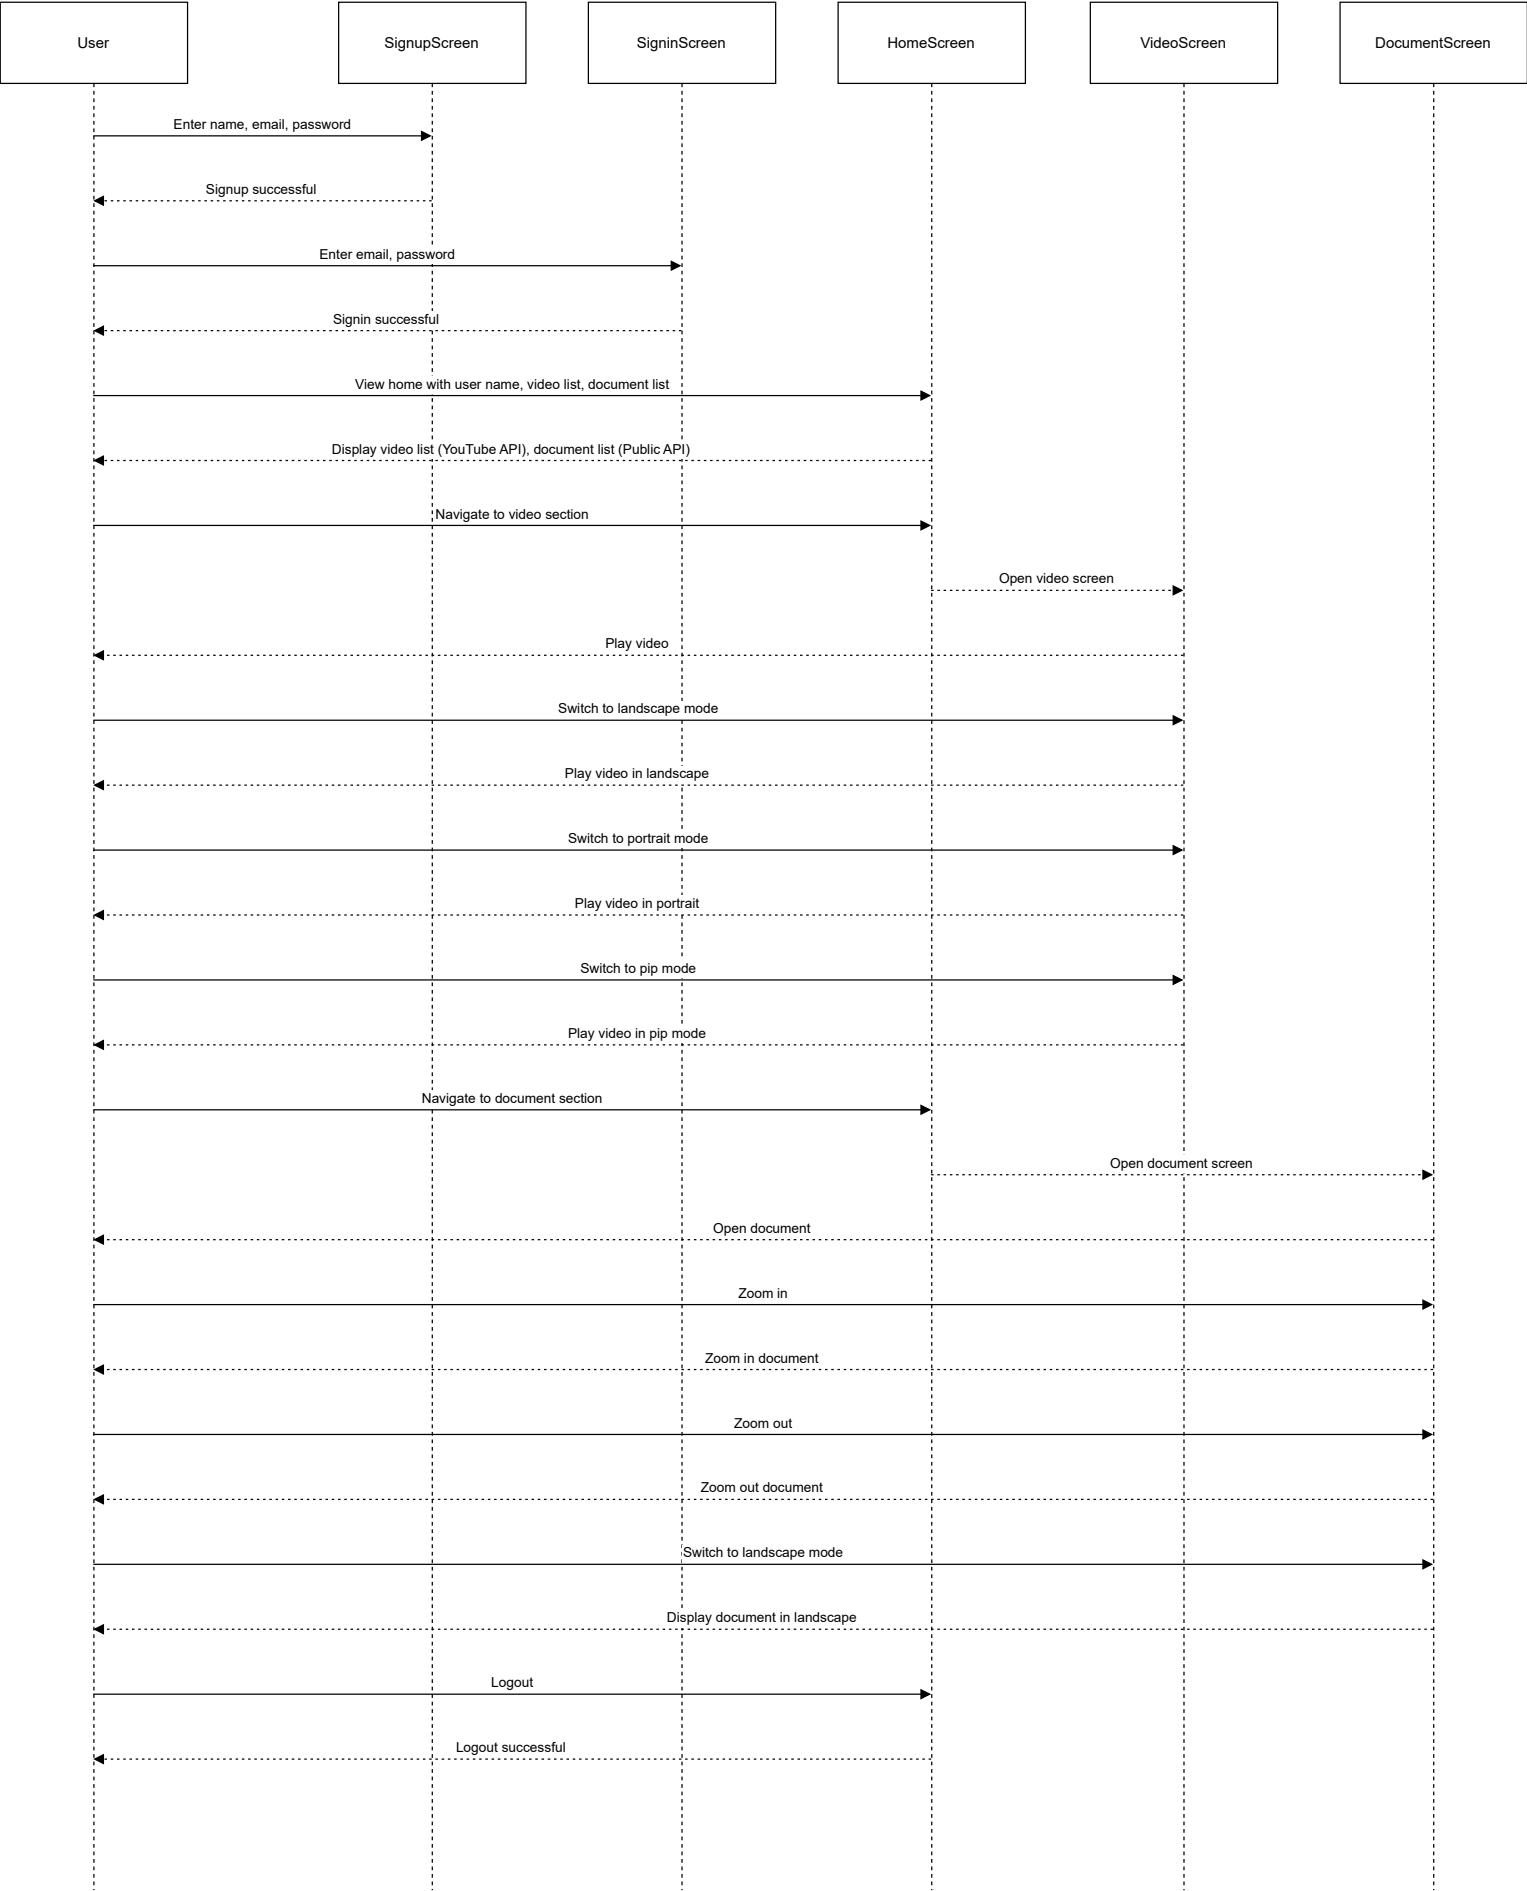 User
SignupScreen
SigninScreen
HomeScreen
VideoScreen
DocumentScreen
Enter name, email, password
Signup successful
Enter email, password
Signin successful
View home with user name, video list, document list
Display video list (YouTube API), document list (Public API)
Navigate to video section
Open video screen
Play video
Switch to landscape mode
Play video in landscape
Switch to portrait mode
Play video in portrait
Switch to pip mode
Play video in pip mode
Navigate to document section
Open document screen
Open document
Zoom in
Zoom in document
Zoom out
Zoom out document
Switch to landscape mode
Display document in landscape
Logout
Logout successful